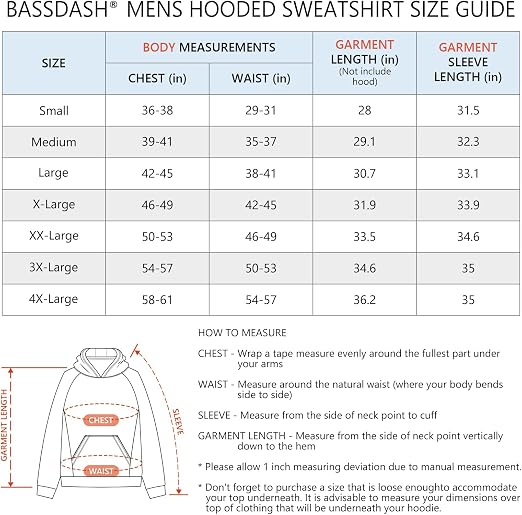 BASSDASH® MENS HOODED SWEATSHIRT SIZE GUIDE
SIZE BODY MEASUREMENTS GARMENT LENGTH (in) (Not include hood) GARMENT SLEEVE LENGTH (in)
CHEST (in) WAIST (in)
Small 36-38 29-31 28 31.5
Medium 39-41 35-37 29.1 32.3
Large 42-45 38-41 30.7 33.1
X-Large 46-49 42-45 31.9 33.9
XX-Large 50-53 46-49 33.5 34.6
3X-Large 54-57 50-53 34.6 35
4X-Large 58-61 54-57 36.2 35
GARMENT LENGTH
CHEST
WAIST
SLEEVE
HOW TO MEASURE
CHEST - Wrap a tape measure evenly around the fullest part under
your arms
WAIST - Measure around the natural waist (where your body bends
side to side)
SLEEVE - Measure from the side of neck point to cuff
GARMENT LENGTH - Measure from the side of neck point vertically
down to the hem
* Please allow 1 inch measuring deviation due to manual measurement.
* Don't forget to purchase a size that is loose enoughto accommodate
your top underneath. It is advisable to measure your dimensions over
top of clothing that will be underneath your hoodie.